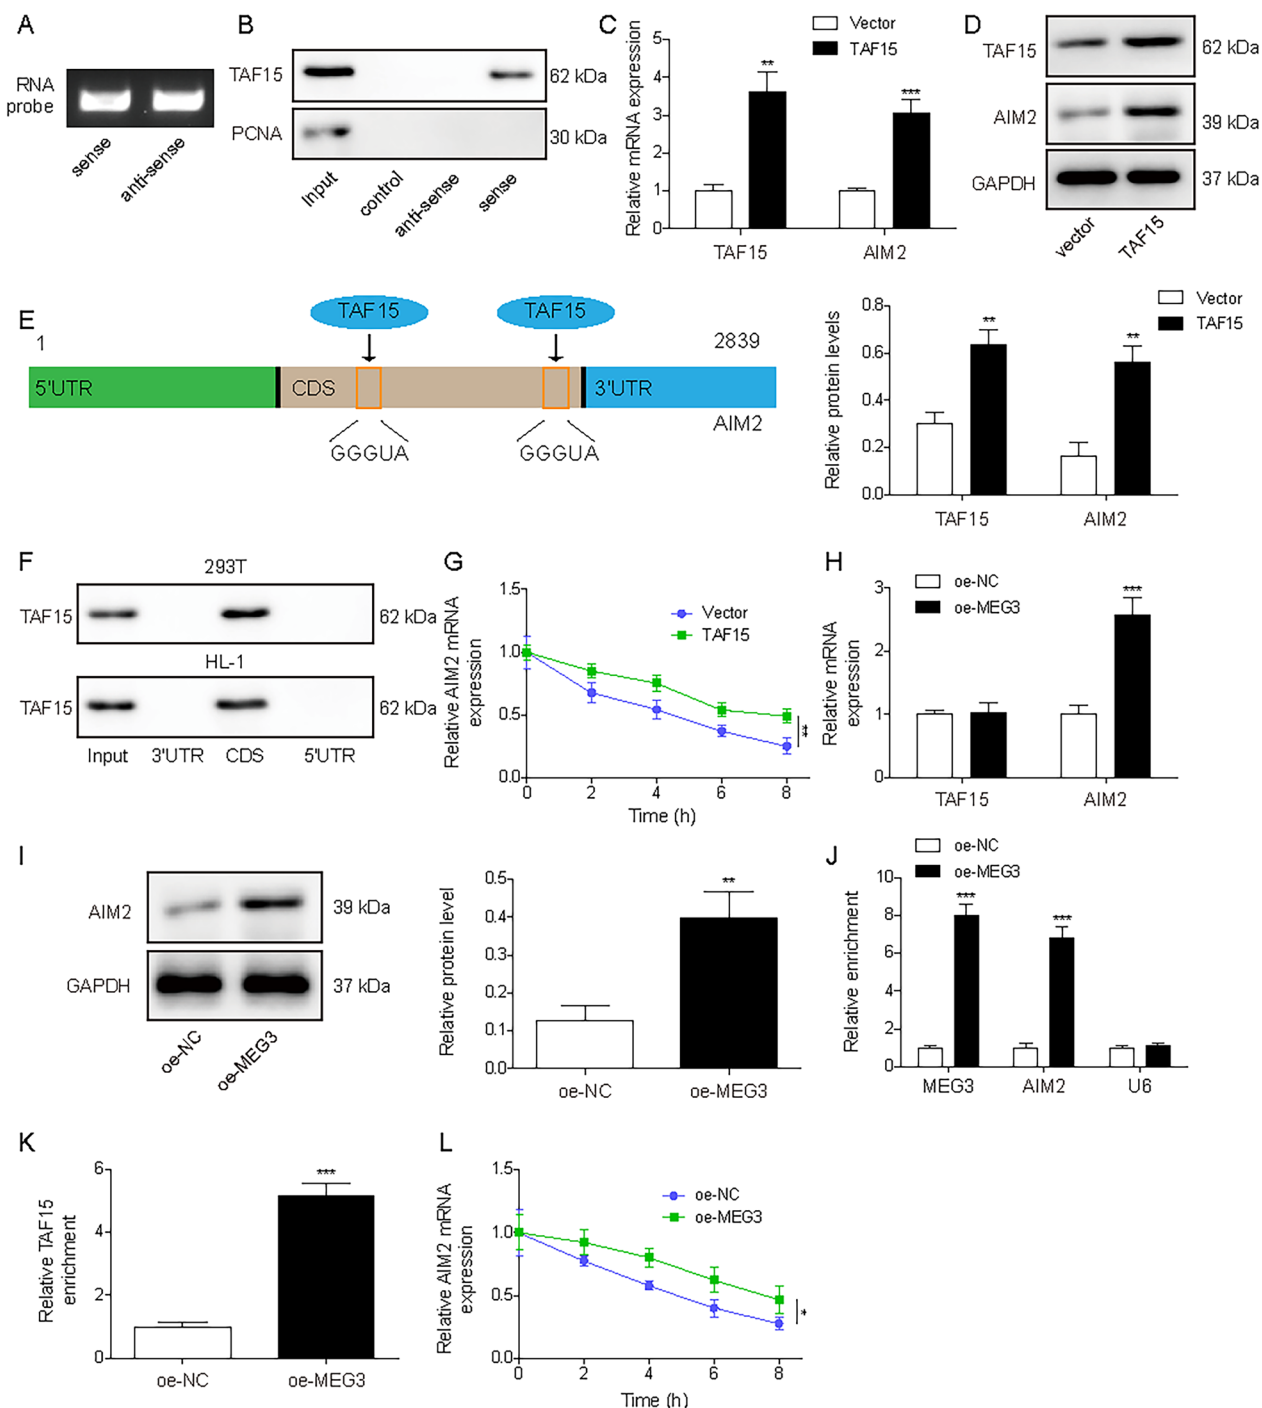 A
RNA
probe
sense
anti-sense
B
TAF15
62 kDa
PCNA
30 kDa
Input
control
anti-sense
sense
C
Vector
TAF15
Relative mRNA expression
5
4
3
2
1
0
**
***
TAF15
AIM2
D
TAF15
62 kDa
AIM2
39 kDa
GAPDH
37 kDa
vector
TAF15
E
TAF15
TAF15
1
2839
5'UTR
CDS
3'UTR
AIM2
GGGUA
GGGUA
Vector
TAF15
Relative protein levels
0.8
0.6
0.4
0.2
0.0
**
**
TAF15
AIM2
F
293T
TAF15
62 kDa
HL-1
TAF15
62 kDa
Input
3'UTR
CDS
5'UTR
G
Relative AIM2 mRNA
expression
1.5
1.0
0.5
0.0
Vector
TAF15
**
0
2
4
6
8
Time (h)
H
oe-NC
oe-MEG3
Relative mRNA
expression
3
2
1
0
***
TAF15
AIM2
I
AIM2
39 kDa
GAPDH
37 kDa
oe-NC
oe-MEG3
Relative protein level
0.5
0.4
0.3
0.2
0.1
0.0
**
oe-NC
oe-MEG3
J
oe-NC
oe-MEG3
Relative enrichment
10
8
6
4
2
0
***
***
MEG3
AIM2
U6
K
Relative TAF15
enrichment
6
4
2
0
***
oe-NC
oe-MEG3
L
Relative AIM2 mRNA
expression
1.5
1.0
0.5
0.0
oe-NC
oe-MEG3
*
0
2
4
6
8
Time (h)